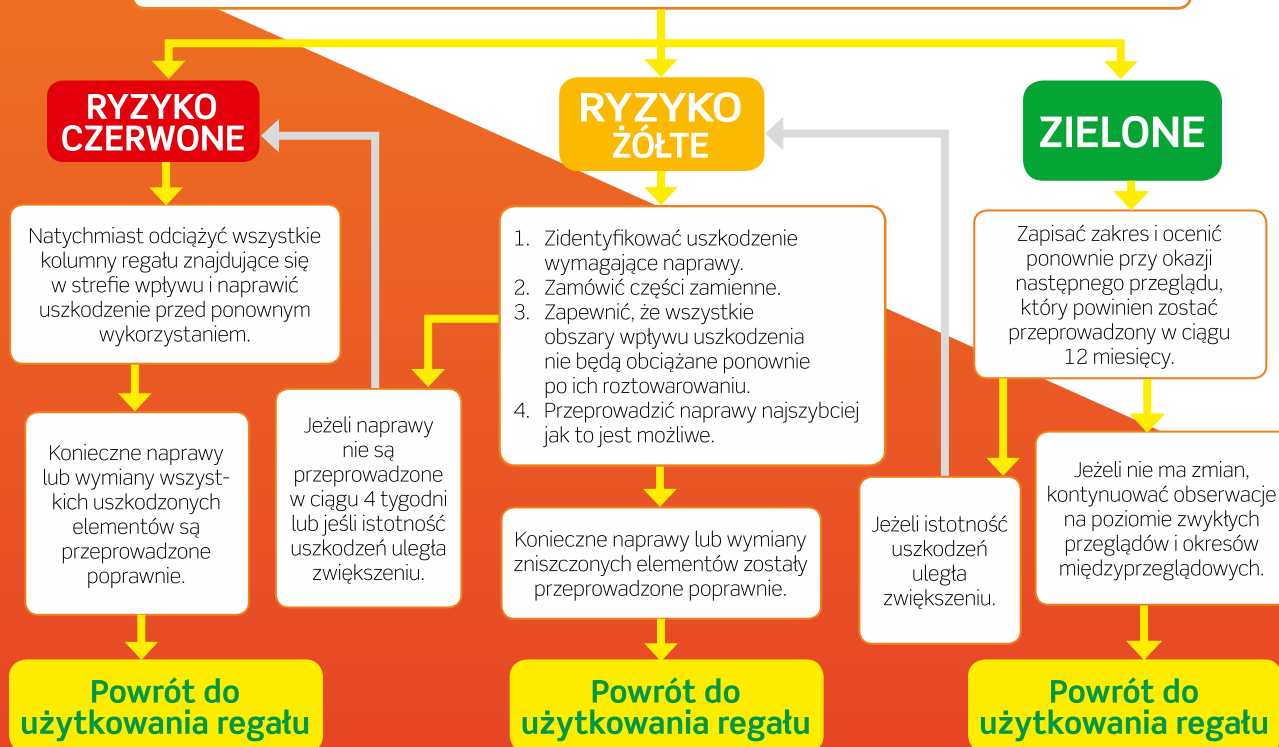 RYZYKO
CZERWONE
RYZYKO
ŻÓŁTE
ZIELONE
Natychmiast odciążyć wszystkie
kolumny regału znajdujące się
w strefie wpływu i naprawić
uszkodzenie przed ponownym
wykorzystaniem.
1. Zidentyfikować uszkodzenie
wymagające naprawy.
2. Zamówić części zamienne.
3. Zapewnić, że wszystkie
obszary wpływu uszkodzenia
nie będą obciążane ponownie
po ich roztowarowaniu.
4. Przeprowadzić naprawy najszybciej
jak to jest możliwe.
Zapisać zakres i ocenić
ponownie przy okazji
następnego przeglądu,
który powinien zostać
przeprowadzony w ciągu
12 miesięcy.
Konieczne naprawy
lub wymiany wszyst-
kich uszkodzonych
elementów są
przeprowadzone
poprawnie.
Jeżeli naprawy
nie są
przeprowadzone
w ciągu 4 tygodni
lub jeśli istotność
uszkodzeń uległa
zwiększeniu.
Konieczne naprawy lub wymiany
zniszczonych elementów zostały
przeprowadzone poprawnie.
Jeżeli istotność
uszkodzeń
uległa
zwiększeniu.
Jeżeli nie ma zmian,
kontynuować obserwacje
na poziomie zwykłych
przeglądów i okresów
międzyprzeglądowych.
Powrót do
użytkowania regału
Powrót do
użytkowania regału
Powrót do
użytkowania regału